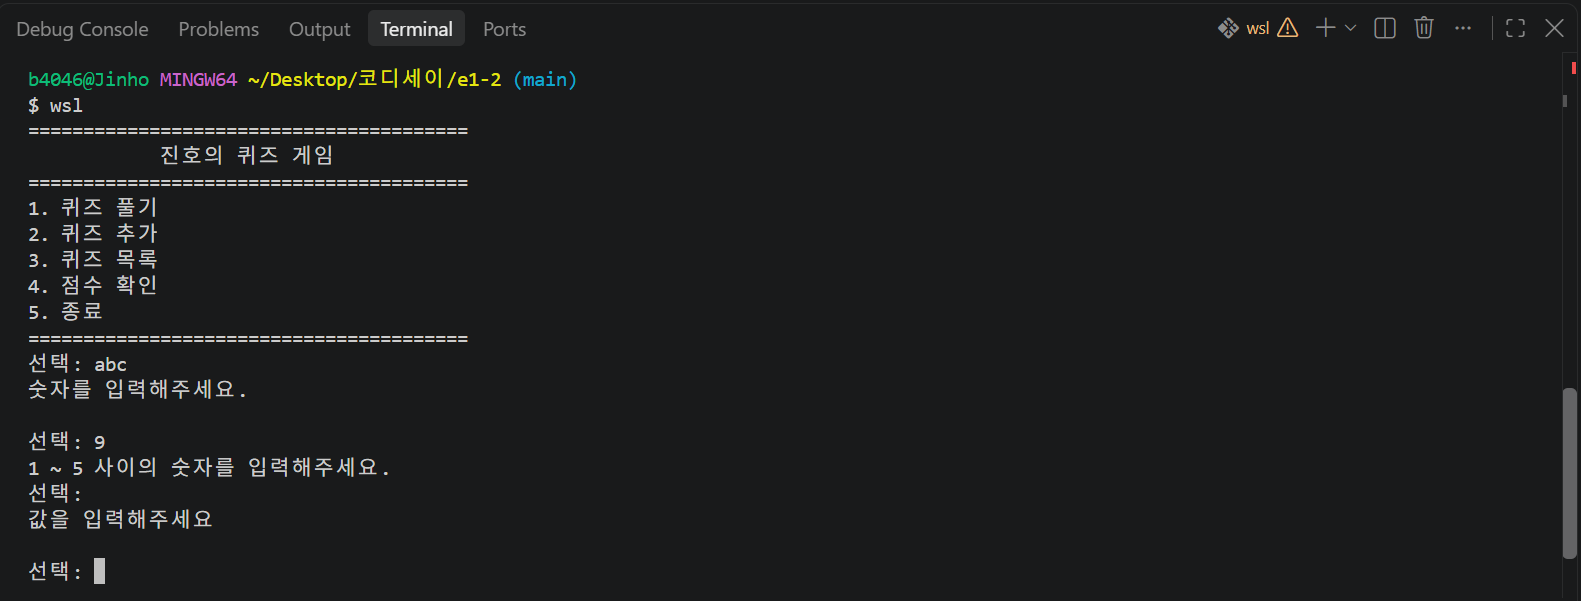 Debug Console Problems Output Terminal Ports wsl
b4046@Jinho MINGW64 ~/Desktop/코디세이/e1-2 (main)
$ wsl
========================================
진호의 퀴즈 게임
========================================
1. 퀴즈 풀기
2. 퀴즈 추가
3. 퀴즈 목록
4. 점수 확인
5. 종료
========================================
선택: abc
숫자를 입력해주세요.
선택: 9
1 ~ 5 사이의 숫자를 입력해주세요.
선택:
값을 입력해주세요
선택: